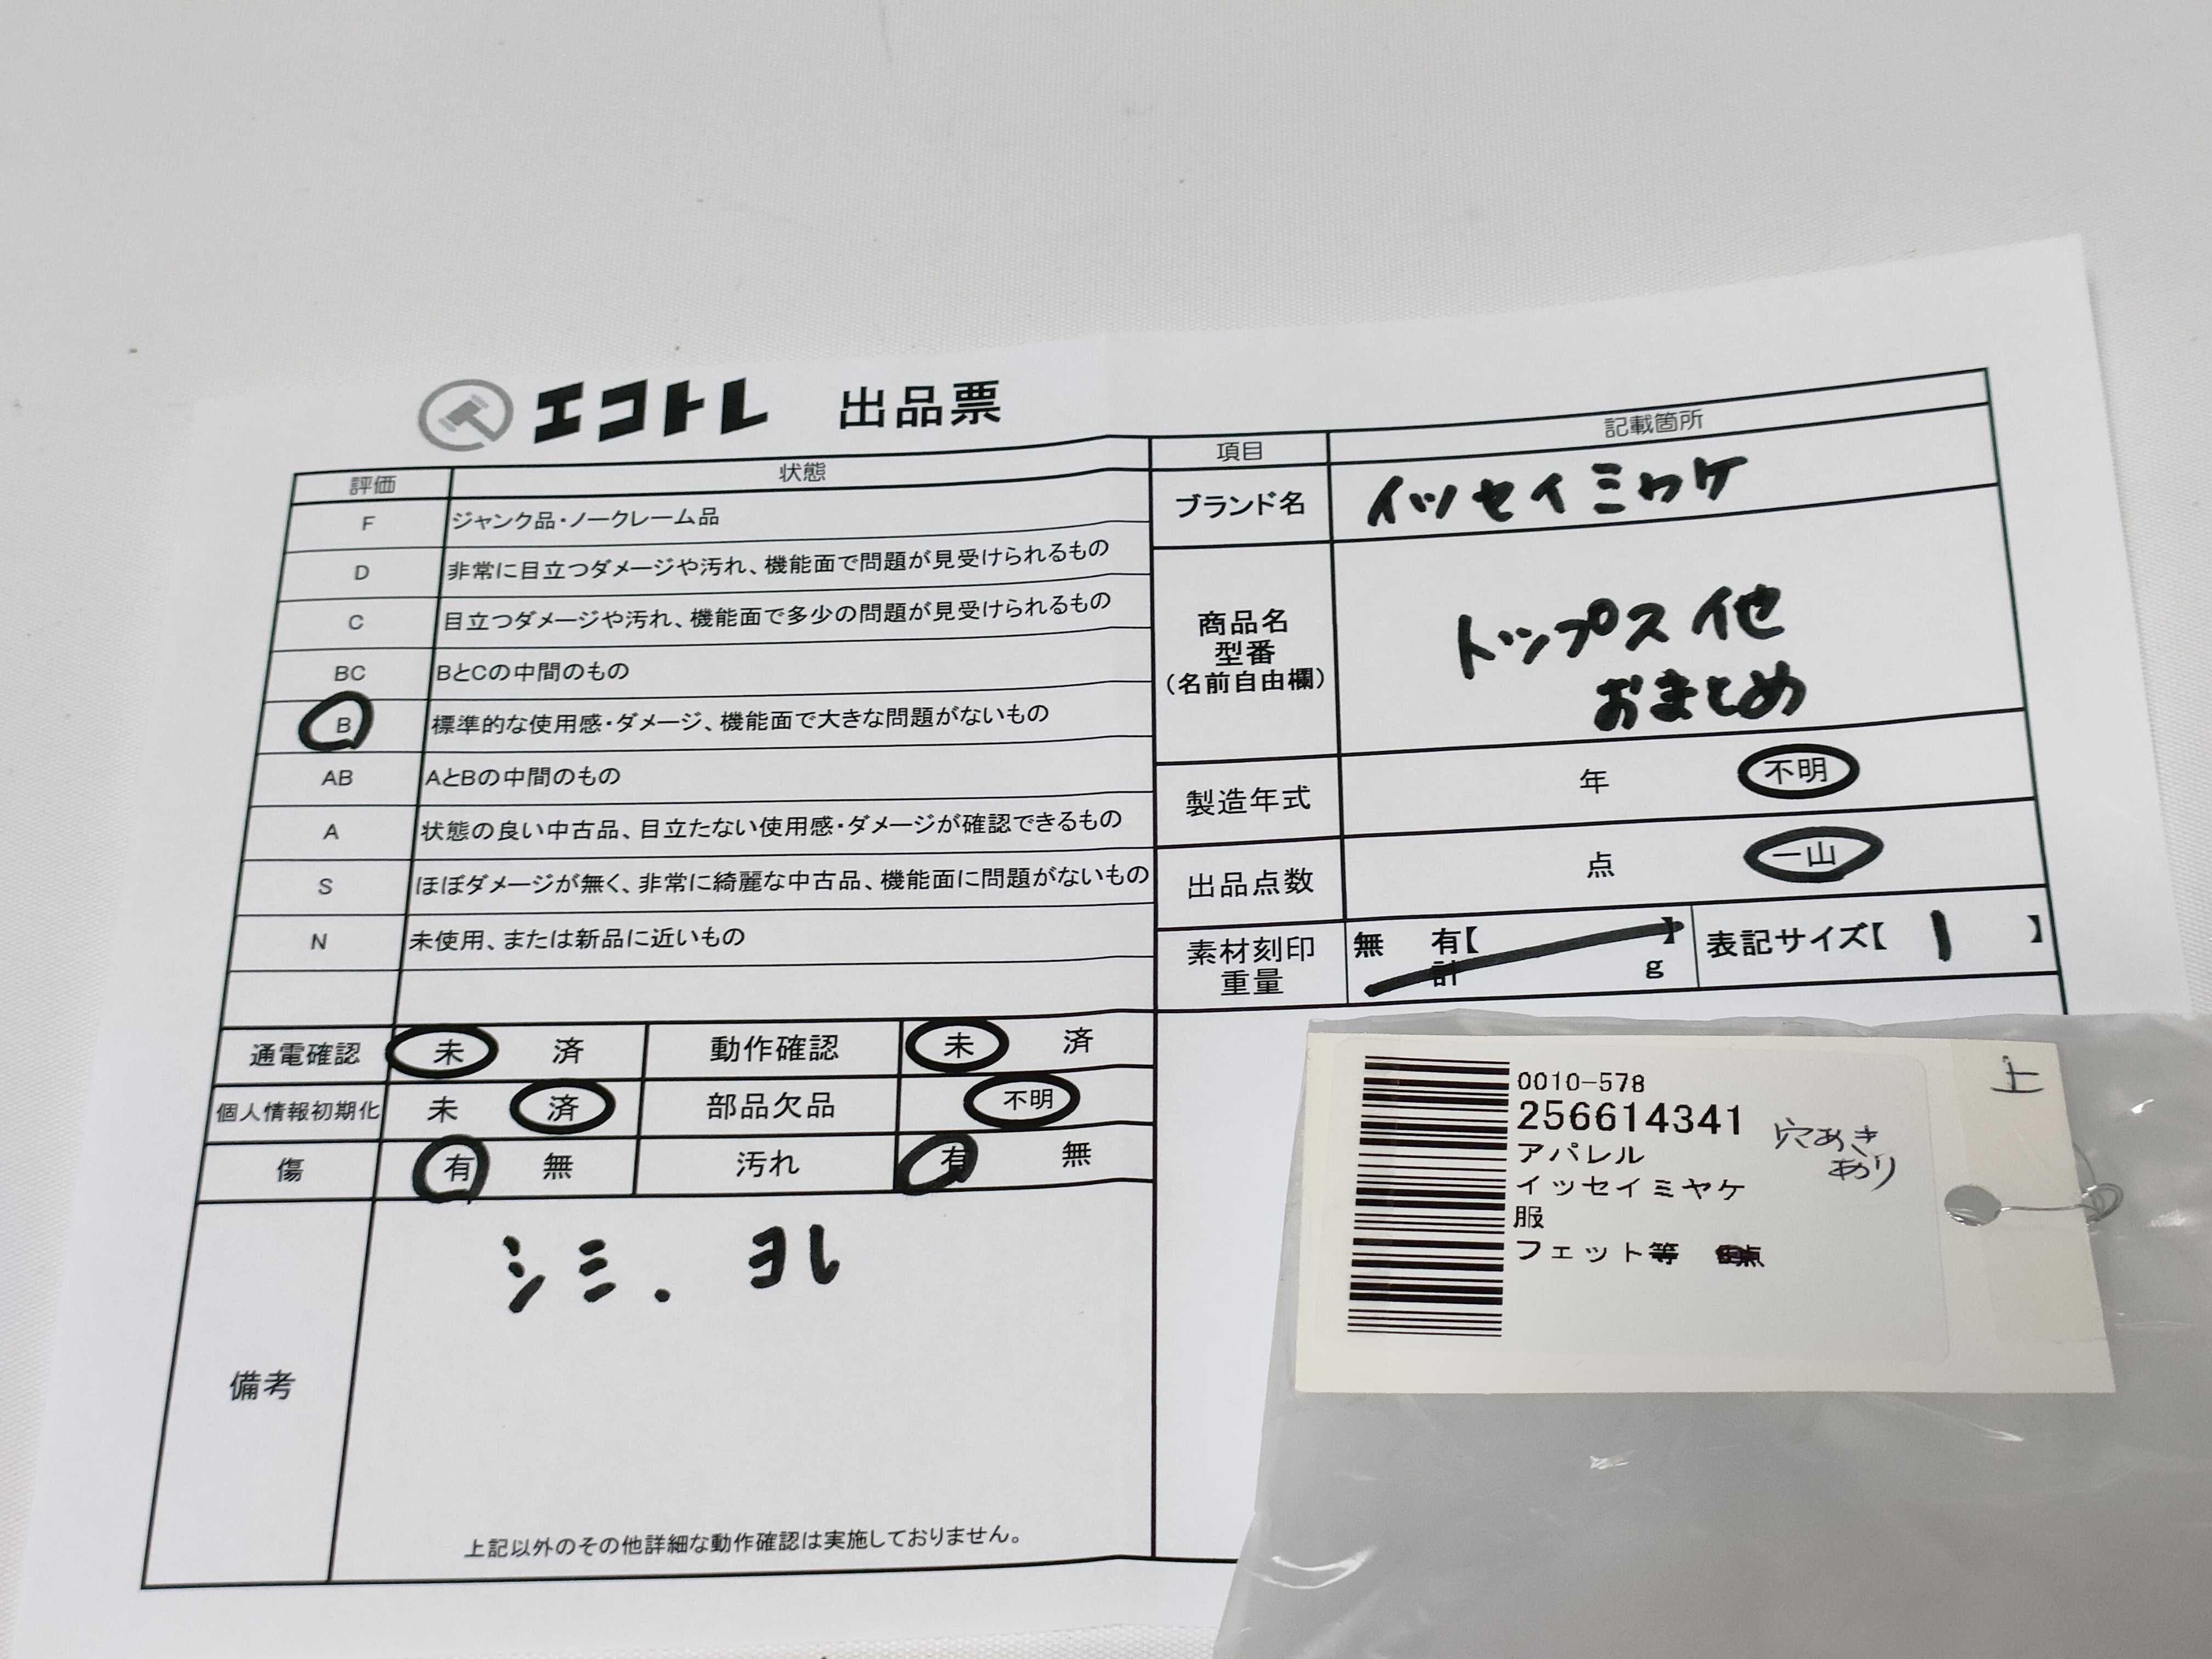 エコトレ 出品票
評価 状態
F ジャンク品・ノークレーム品
D 非常に目立つダメージや汚れ、機能面で問題が見受けられるもの
C 目立つダメージや汚れ、機能面で多少の問題が見受けられるもの
BC BとCの中間のもの
B 標準的な使用感・ダメージ、機能面で大きな問題がないもの
AB AとBの中間のもの
A 状態の良い中古品、目立たない使用感・ダメージが確認できるもの
S ほぼダメージが無く、非常に綺麗な中古品、機能面に問題がないもの
N 未使用、または新品に近いもの
通電確認 未 済 動作確認 未 済
個人情報初期化 未 済 部品欠品 不明
傷 有 無 汚れ 有 無
備考
シミ.ヨレ
上記以外のその他詳細な動作確認は実施しておりません。
項目 記載箇所
ブランド名 イッセイミヤケ
商品名
型番
(名前自由欄)
トップス 他
おまとめ
製造年式 年 不明
出品点数 点 一山
素材刻印
重量
無 有【 】
計 g
表記サイズ【 1 】
上
0010-578
256614341
アパレル
イッセイミヤケ
服
フェット等 点
穴あき
あり